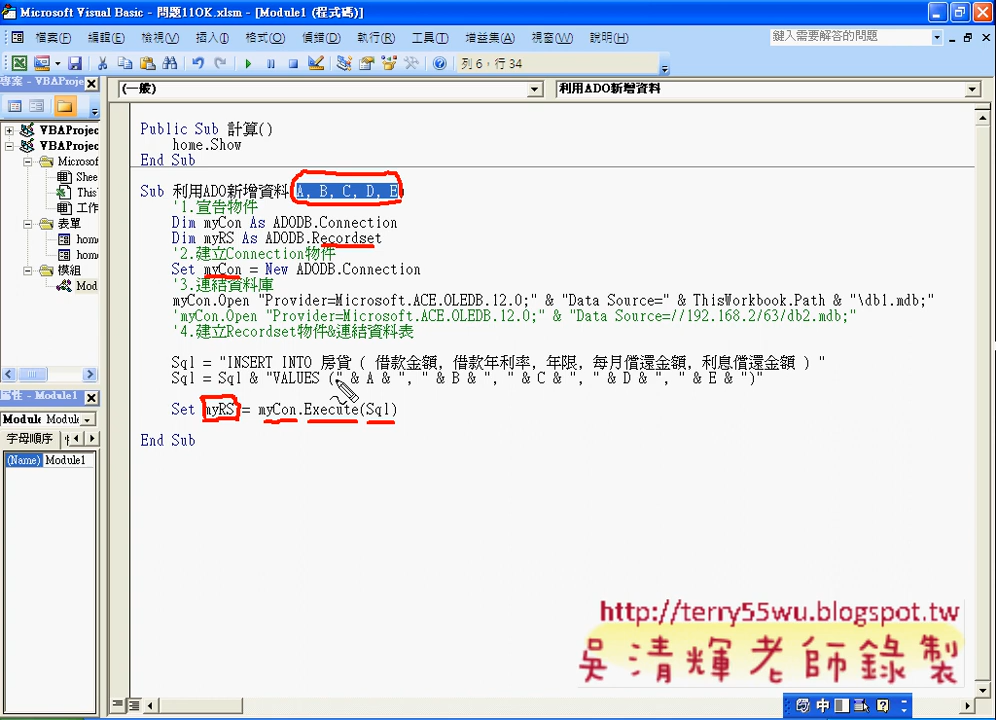 Microsoft Visual Basic - 問題11OK.xlsm - [Module1 (程式碼)]
檔案(F) 編輯(E) 檢視(V) 插入(I) 格式(O) 偵錯(D) 執行(R) 工具(T) 增益集(A) 視窗(W) 說明(H) 鍵入需要解答的問題
列 6，行 34
專案 - VBAProje
(一般) 利用ADO新增資料
VBAProjec
VBAProjec
Microsof
Shee
This
工作
表單
hom
hom
模組
Mod
Public Sub 計算()
home.Show
End Sub
Sub 利用ADO新增資料(A, B, C, D, E)
'1.宣告物件
Dim myCon As ADODB.Connection
Dim myRS As ADODB.Recordset
'2.建立Connection物件
Set myCon = New ADODB.Connection
'3.連結資料庫
myCon.Open "Provider=Microsoft.ACE.OLEDB.12.0;" & "Data Source=" & ThisWorkbook.Path & "\db1.mdb;"
'myCon.Open "Provider=Microsoft.ACE.OLEDB.12.0;" & "Data Source=//192.168.2/63/db2.mdb;"
'4.建立Recordset物件&連結資料表
Sql = "INSERT INTO 房貸 ( 借款金額, 借款年利率, 年限, 每月償還金額, 利息償還金額 ) "
Sql = Sql & "VALUES (" & A & ", " & B & ", " & C & ", " & D & ", " & E & ")"
Set myRS = myCon.Execute(Sql)
End Sub
屬性 - Module1
Module1 Modul
字母順序
(Name) Module1
http://terry55wu.blogspot.tw
吳清輝老師錄製
中